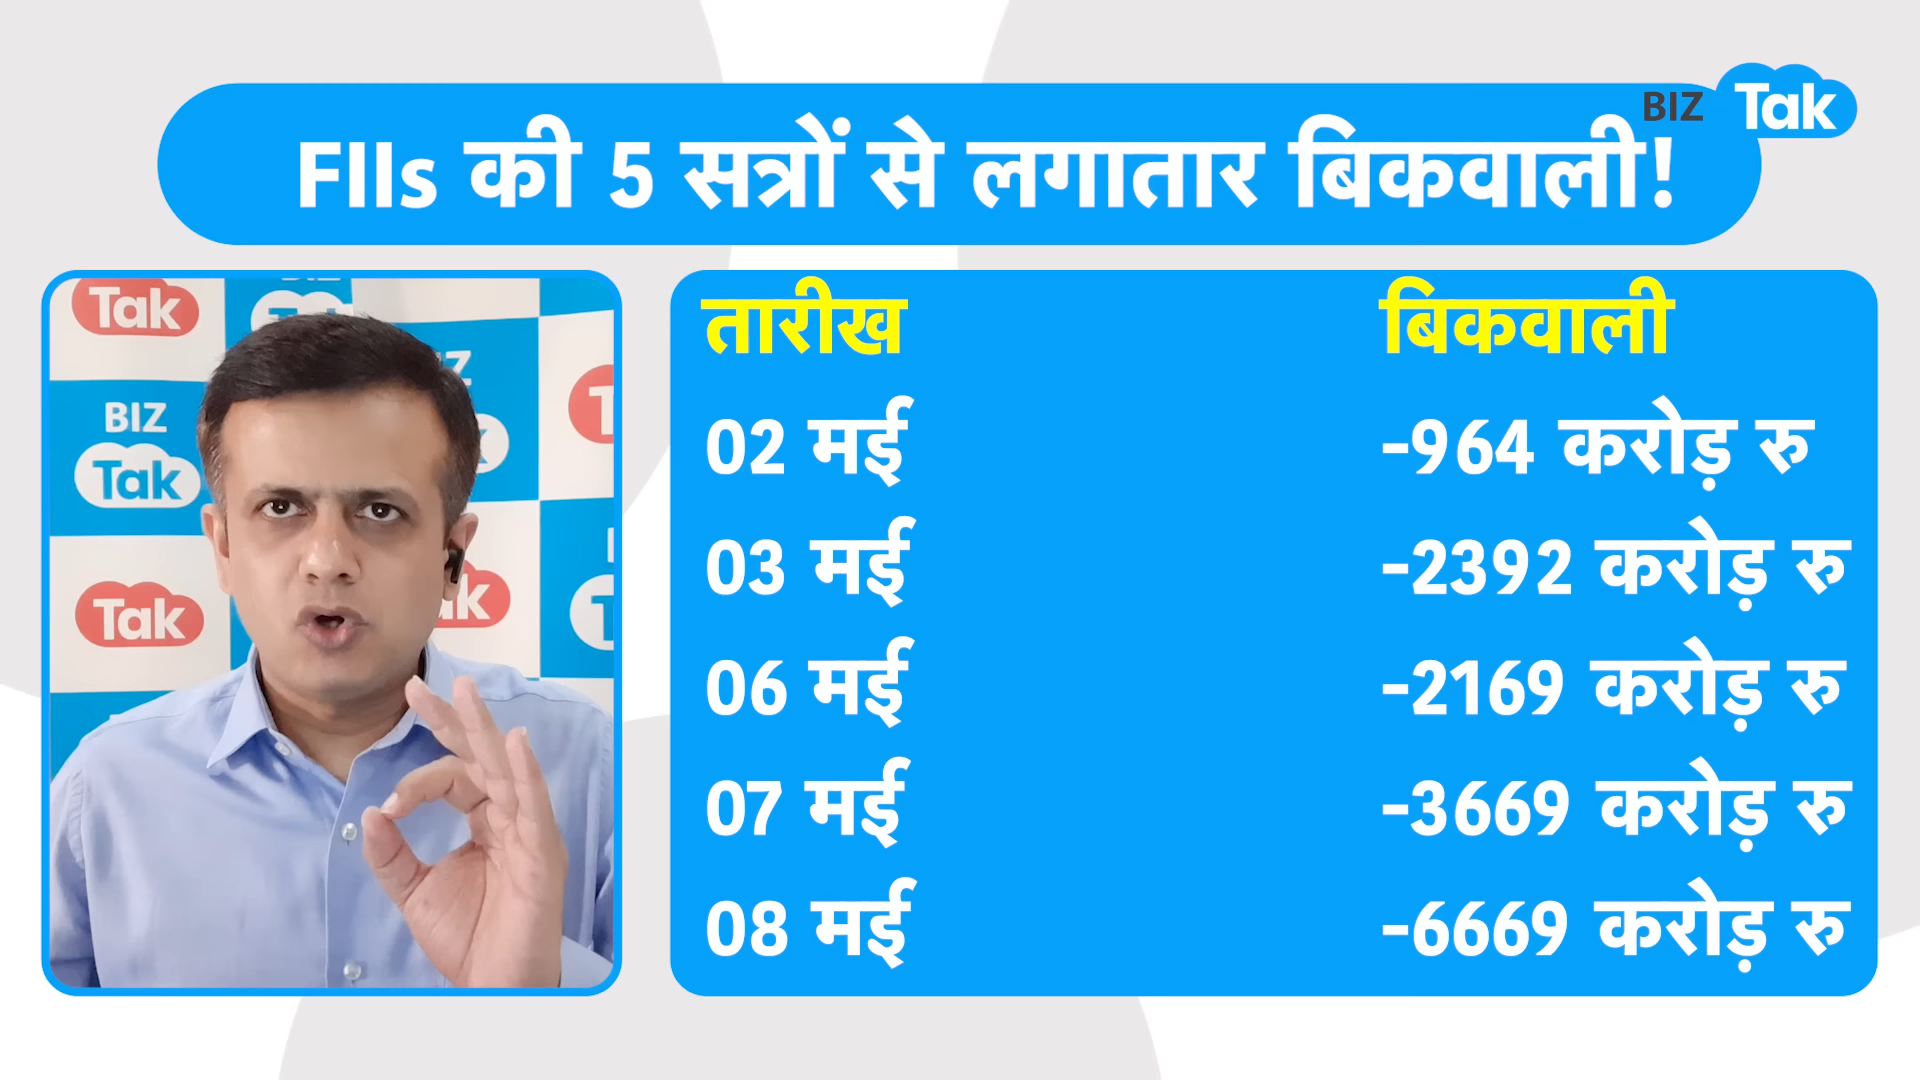 BIZ Tak
FIIs की 5 सत्रों से लगातार बिकवाली!
Tak
BIZ
Tak
Tak
तारीख बिकवाली
02 मई -964 करोड़ रु
03 मई -2392 करोड़ रु
06 मई -2169 करोड़ रु
07 मई -3669 करोड़ रु
08 मई -6669 करोड़ रु